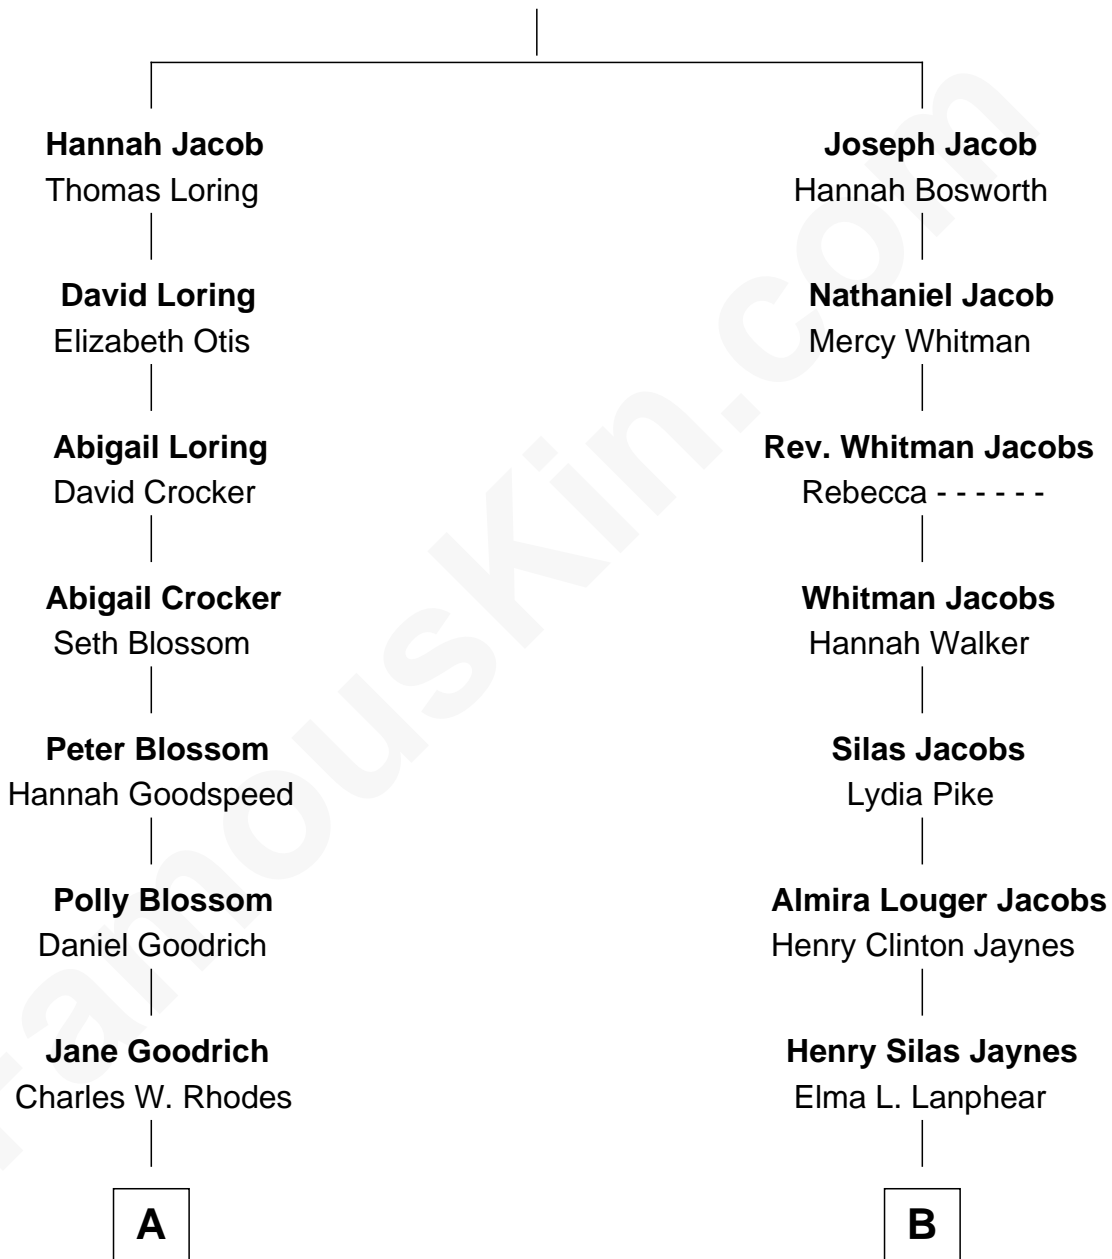 Hannah Jacob
Thomas Loring
David Loring
Elizabeth Otis
Abigail Loring
David Crocker
Abigail Crocker
Seth Blossom
Peter Blossom
Hannah Goodspeed
Polly Blossom
Daniel Goodrich
Jane Goodrich
Charles W. Rhodes
A
Joseph Jacob
Hannah Bosworth
Nathaniel Jacob
Mercy Whitman
Rev. Whitman Jacobs
Rebecca - - - - - -
Whitman Jacobs
Hannah Walker
Silas Jacobs
Lydia Pike
Almira Louger Jacobs
Henry Clinton Jaynes
Henry Silas Jaynes
Elma L. Lanphear
B
FamousKin.com